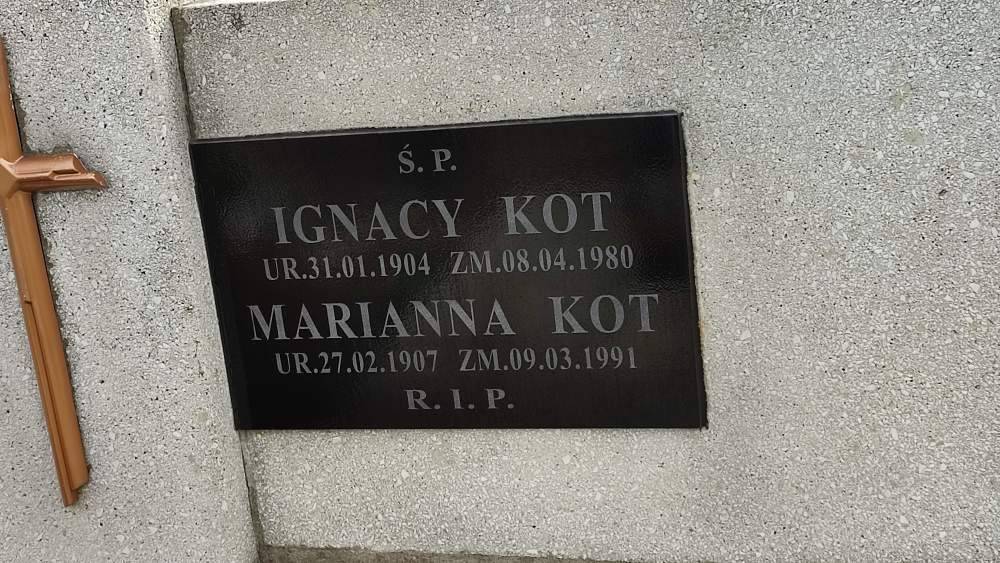 Ś. P.
IGNACY KOT
UR.31.01.1904 ZM.08.04.1980
MARIANNA KOT
UR.27.02.1907 ZM.09.03.1991
R. I. P.